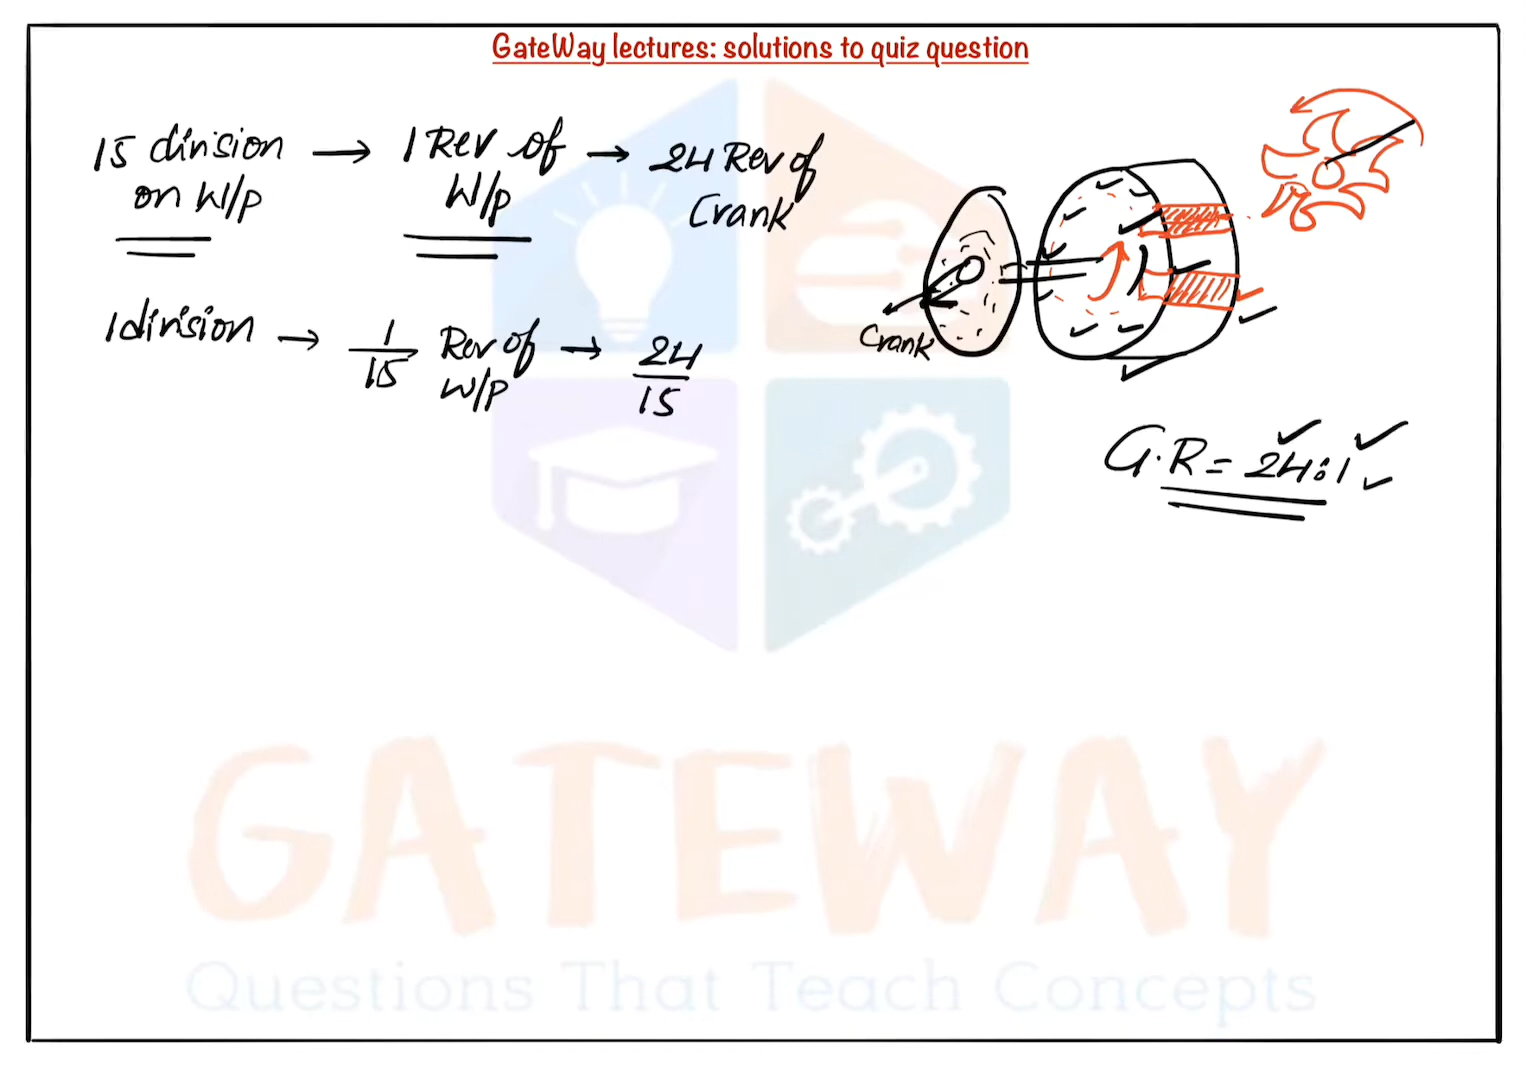 GateWay lectures: solutions to quiz question
15 division → 1 Rev of → 24 Rev of
on W/p W/p Crank
1 division → 1/15 Rev of → 24/15
W/p
Crank
G.R = 24:1
GATEWAY
Questions That Teach Concepts